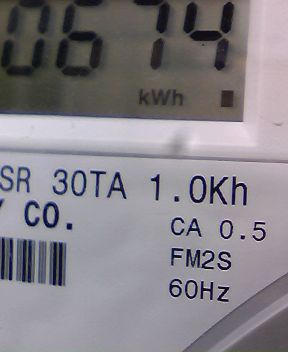 0674
kWh
SR 30TA 1.0Kh
Y CO.
CA 0.5
FM2S
60Hz